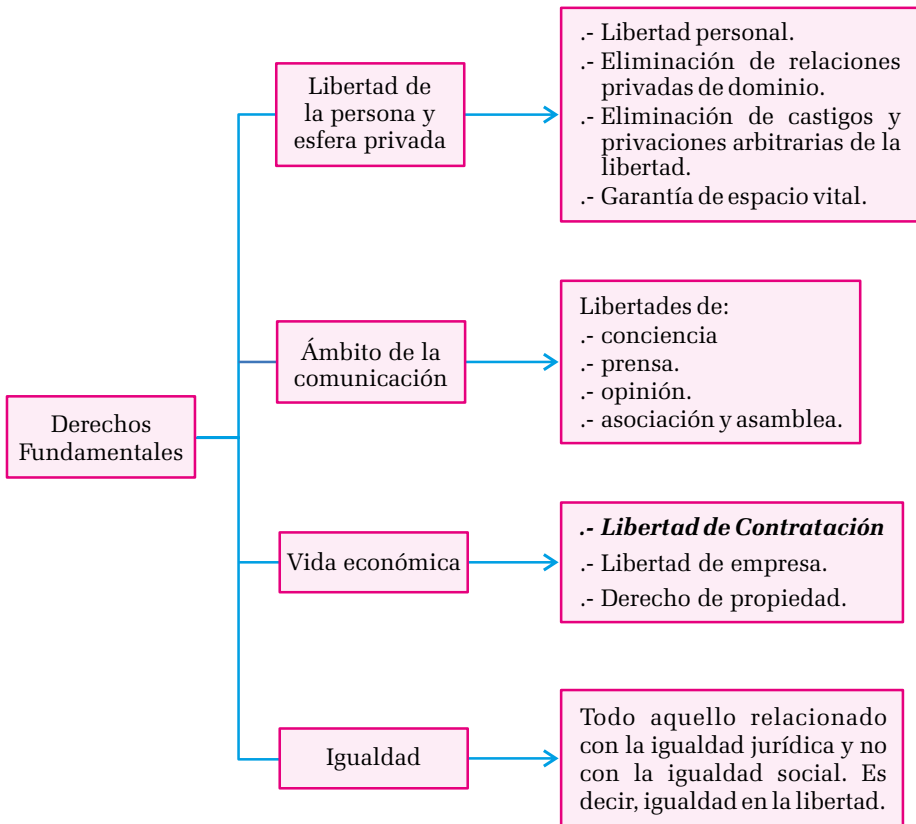 Derechos
Fundamentales
Libertad de
la persona y
esfera privada
.- Libertad personal.
.- Eliminación de relaciones
privadas de dominio.
.- Eliminación de castigos y
privaciones arbitrarias de la
libertad.
.- Garantía de espacio vital.
Ámbito de la
comunicación
Libertades de:
.- conciencia
.- prensa.
.- opinión.
.- asociación y asamblea.
Vida económica
.- Libertad de Contratación
.- Libertad de empresa.
.- Derecho de propiedad.
Igualdad
Todo aquello relacionado
con la igualdad jurídica y no
con la igualdad social. Es
decir, igualdad en la libertad.